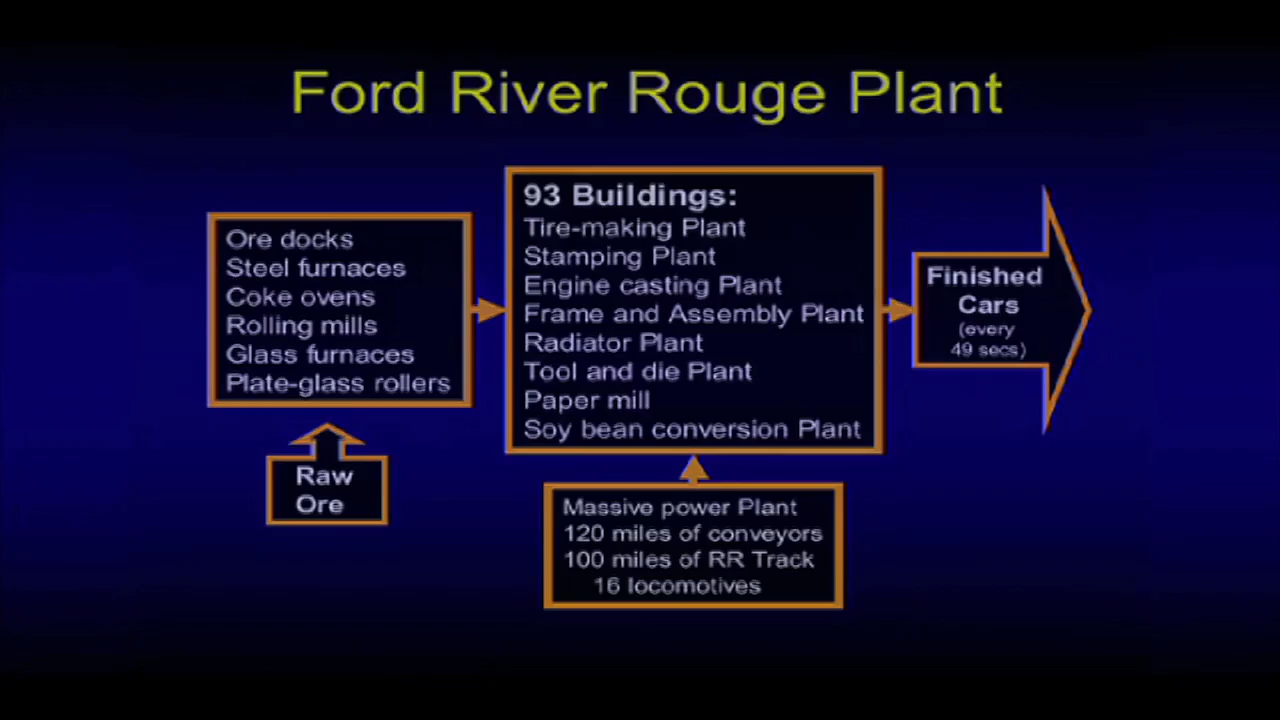 Ford River Rouge Plant
Ore docks
Steel furnaces
Coke ovens
Rolling mills
Glass furnaces
Plate-glass rollers
Raw
Ore
93 Buildings:
Tire-making Plant
Stamping Plant
Engine casting Plant
Frame and Assembly Plant
Radiator Plant
Tool and die Plant
Paper mill
Soy bean conversion Plant
Massive power Plant
120 miles of conveyors
100 miles of RR Track
16 locomotives
Finished
Cars
(every
49 secs)